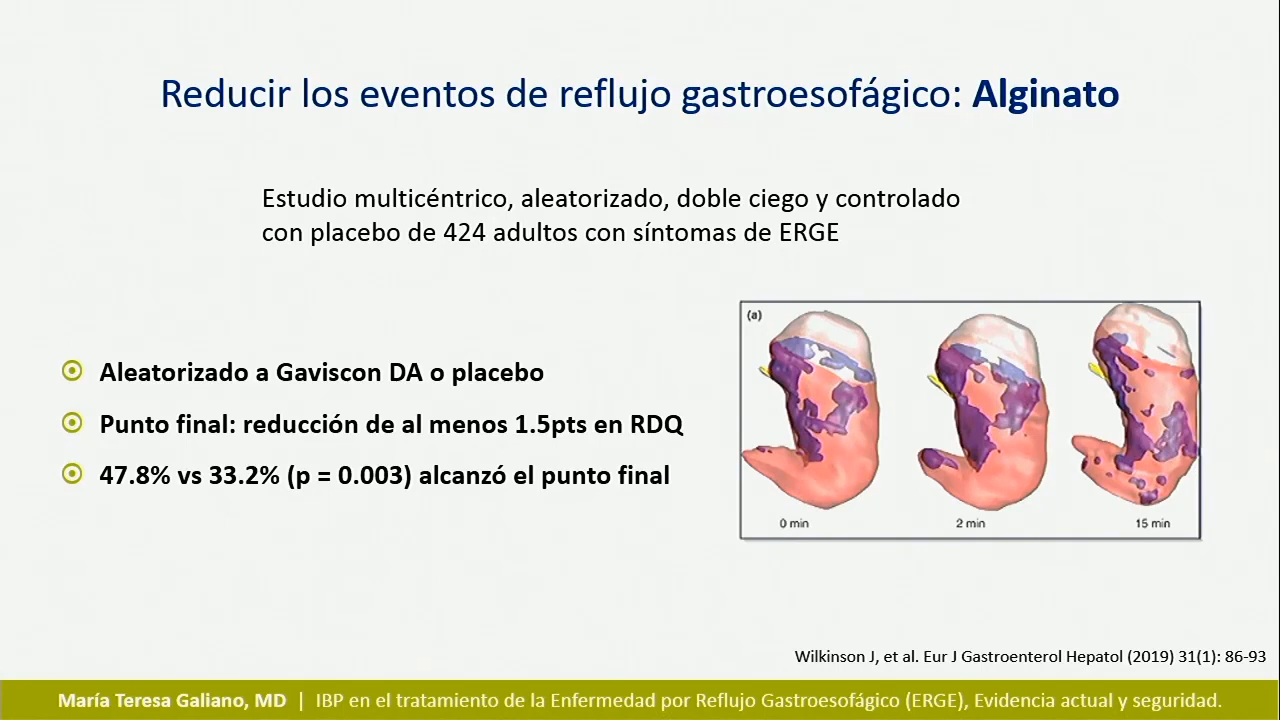 Reducir los eventos de reflujo gastroesofágico: Alginato
Estudio multicéntrico, aleatorizado, doble ciego y controlado
con placebo de 424 adultos con síntomas de ERGE
Aleatorizado a Gaviscon DA o placebo
Punto final: reducción de al menos 1.5pts en RDQ
47.8% vs 33.2% (p = 0.003) alcanzó el punto final
(a)
0 min
2 min
15 min
Wilkinson J, et al. Eur J Gastroenterol Hepatol (2019) 31(1): 86-93
María Teresa Galiano, MD | IBP en el tratamiento de la Enfermedad por Reflujo Gastroesofágico (ERGE), Evidencia actual y seguridad.